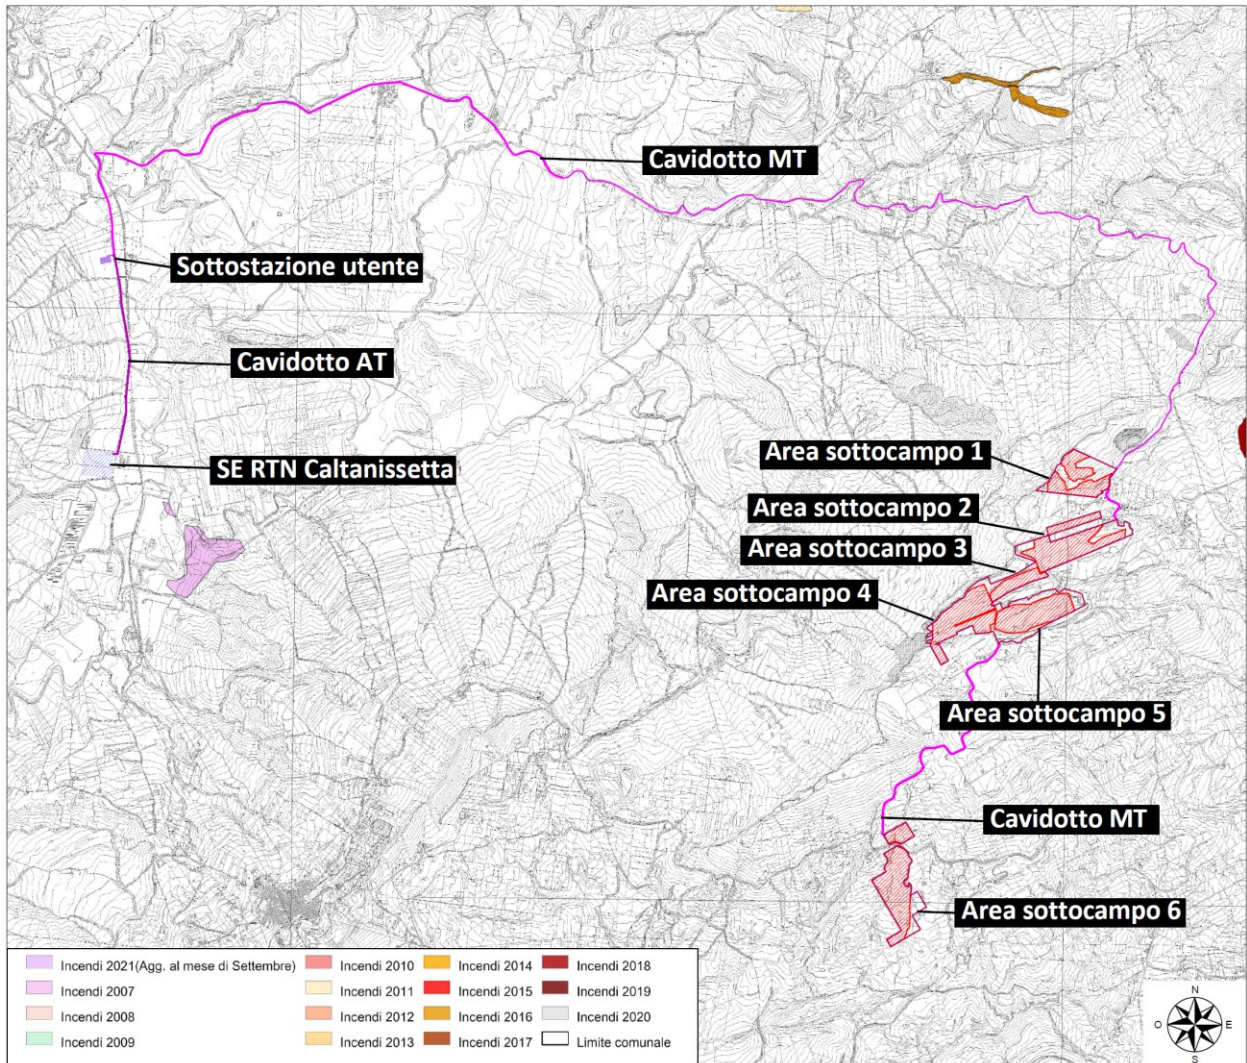 Cavidotto MT
Sottostazione utente
Cavidotto AT
SE RTN Caltanissetta
Area sottocampo 1
Area sottocampo 2
Area sottocampo 3
Area sottocampo 4
Area sottocampo 5
Cavidotto MT
Area sottocampo 6
Incendi 2021(Agg. al mese di Settembre)
Incendi 2007
Incendi 2008
Incendi 2009
Incendi 2010
Incendi 2011
Incendi 2012
Incendi 2013
Incendi 2014
Incendi 2015
Incendi 2016
Incendi 2017
Incendi 2018
Incendi 2019
Incendi 2020
Limite comunale
N
O
E
S